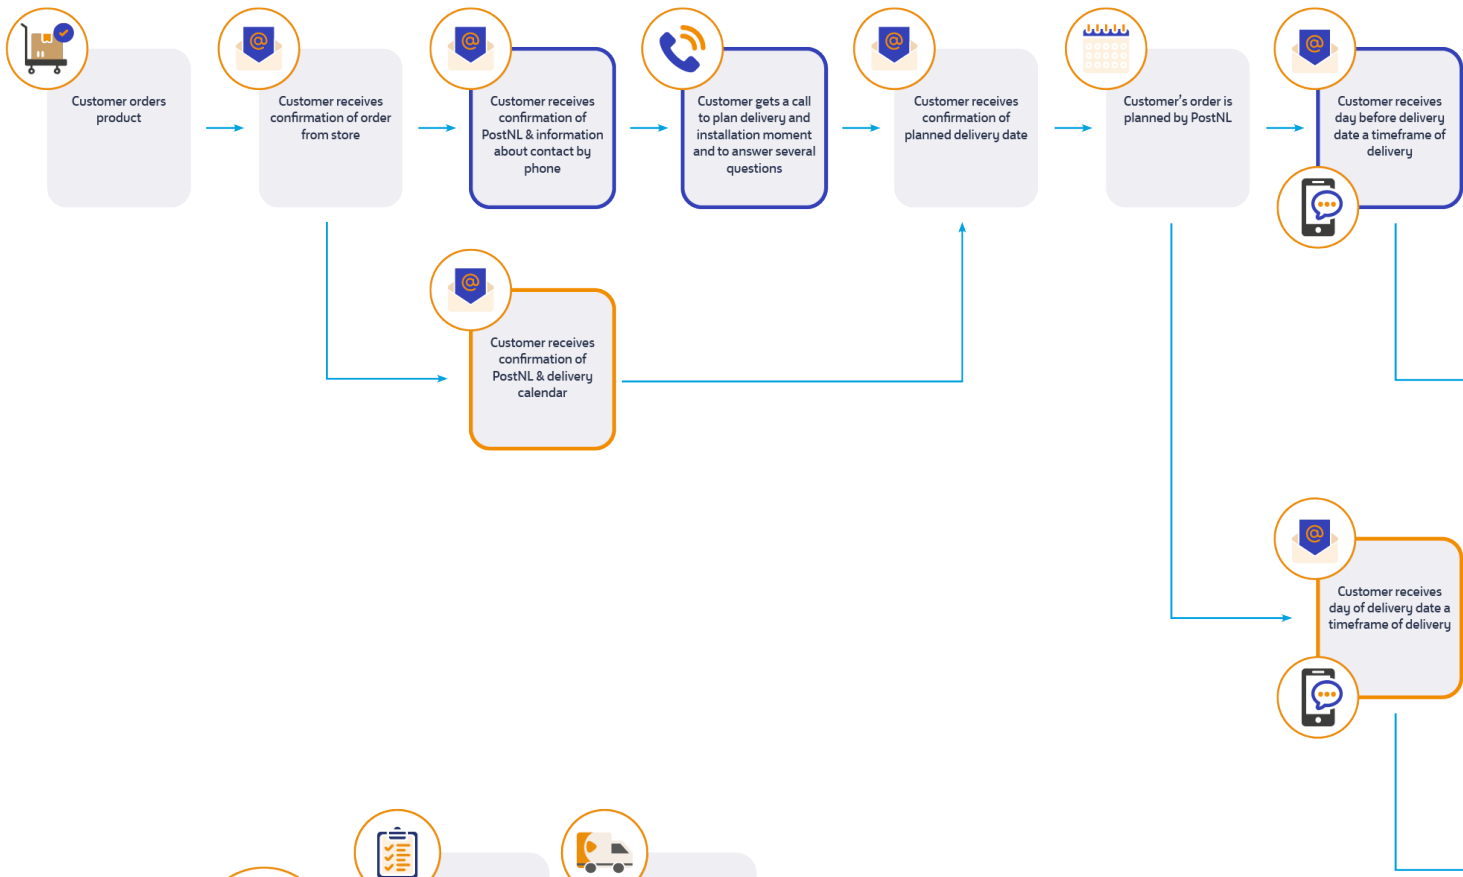 Customer orders
product
Customer receives
confirmation of order
from store
Customer receives
confirmation of
PostNL & information
about contact by
phone
Customer gets a call
to plan delivery and
installation moment
and to answer several
questions
Customer receives
confirmation of
planned delivery date
Customer’s order is
planned by PostNL
Customer receives
day before delivery
date a timeframe of
delivery
Customer receives
confirmation of
PostNL & delivery
calendar
Customer receives
day of delivery date a
timeframe of delivery